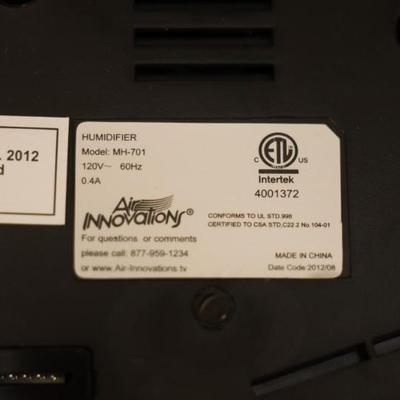 2012
d
HUMIDIFIER
Model: MH-701
120V~ 60Hz
0.4A
C ETL US
Intertek
4001372
Air
INNOVATIONS®
CONFORMS TO UL STD.998
CERTIFIED TO CSA STD,C22.2 No.104-01
For questions or comments
please call: 877-959-1234
or www.Air-Innovations.tv
MADE IN CHINA
Date Code:2012/08